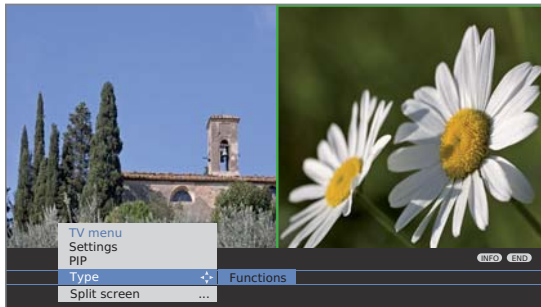 TV menu
Settings
PIP
INFO END
Type Functions
Split screen ...